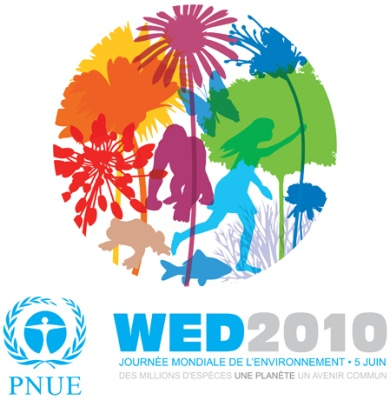 WED2010
JOURNÉE MONDIALE DE L'ENVIRONNEMENT • 5 JUIN
DES MILLIONS D'ESPÈCES UNE PLANÈTE UN AVENIR COMMUN
PNUE